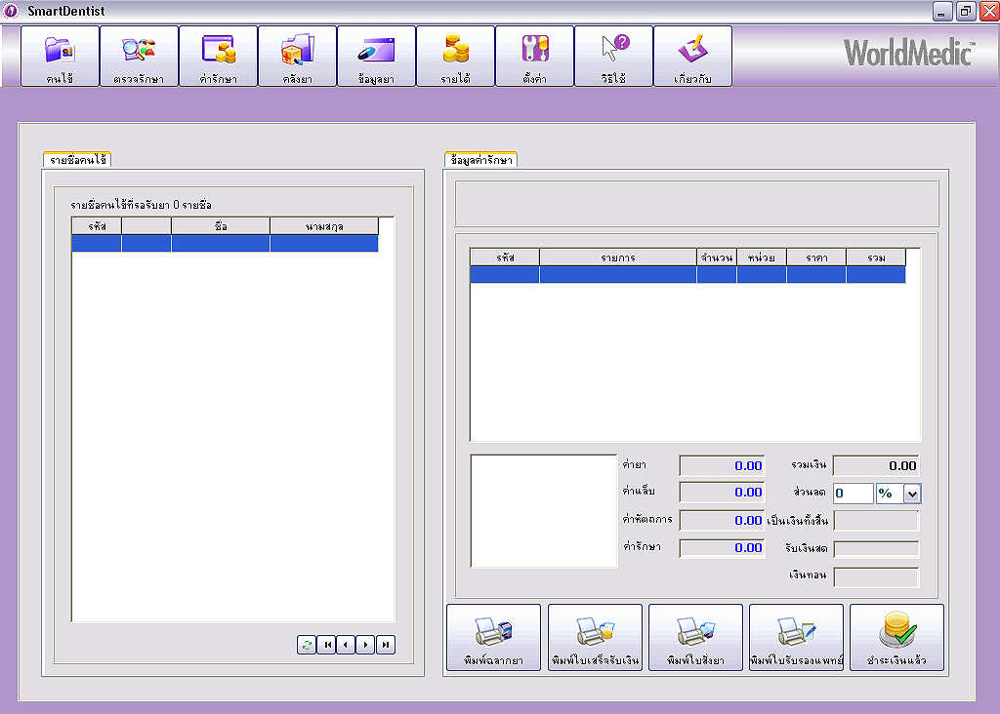 SmartDentist
คนไข้ ตรวจรักษา ค่ารักษา คลังยา ข้อมูลยา รายได้ ตั้งค่า วิธีใช้ เกี่ยวกับ
WorldMedic™
รายชื่อคนไข้
รายชื่อคนไข้ที่รอรับยา 0 รายชื่อ
รหัส ชื่อ นามสกุล
ข้อมูลค่ารักษา
รหัส รายการ จำนวน หน่วย ราคา รวม
ค่ายา 0.00 รวมเงิน 0.00
ค่าแล็บ 0.00 ส่วนลด 0 %
ค่าหัตถการ 0.00 เป็นเงินทั้งสิ้น
ค่ารักษา 0.00 รับเงินสด
เงินทอน
พิมพ์ฉลากยา พิมพ์ใบเสร็จรับเงิน พิมพ์ใบสั่งยา พิมพ์ใบรับรองแพทย์ ชำระเงินแล้ว